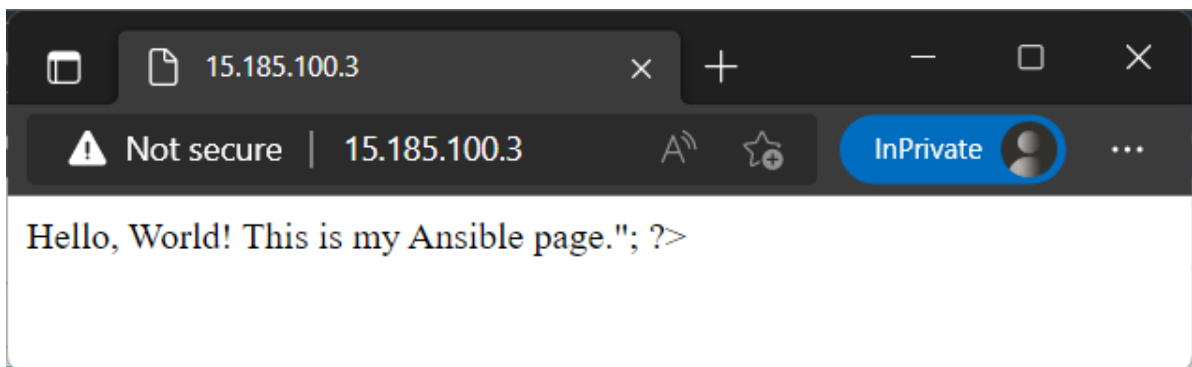 15.185.100.3
Not secure | 15.185.100.3 A InPrivate
Hello, World! This is my Ansible page."; ?>